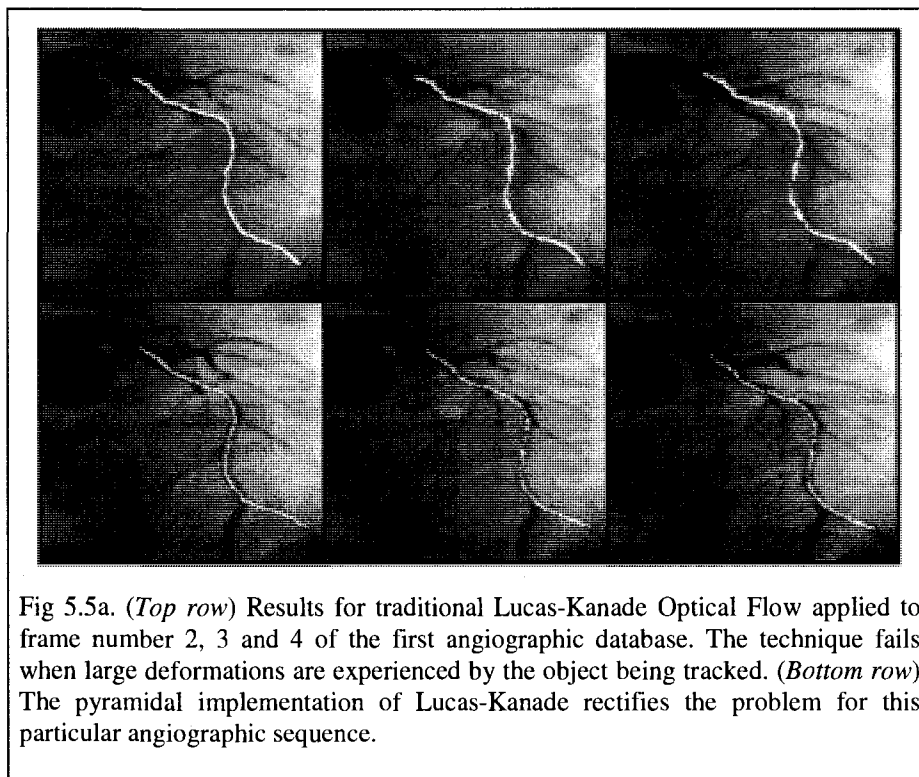 Fig 5.5a. (Top row) Results for traditional Lucas-Kanade Optical Flow applied to
frame number 2, 3 and 4 of the first angiographic database. The technique fails
when large deformations are experienced by the object being tracked. (Bottom row)
The pyramidal implementation of Lucas-Kanade rectifies the problem for this
particular angiographic sequence.